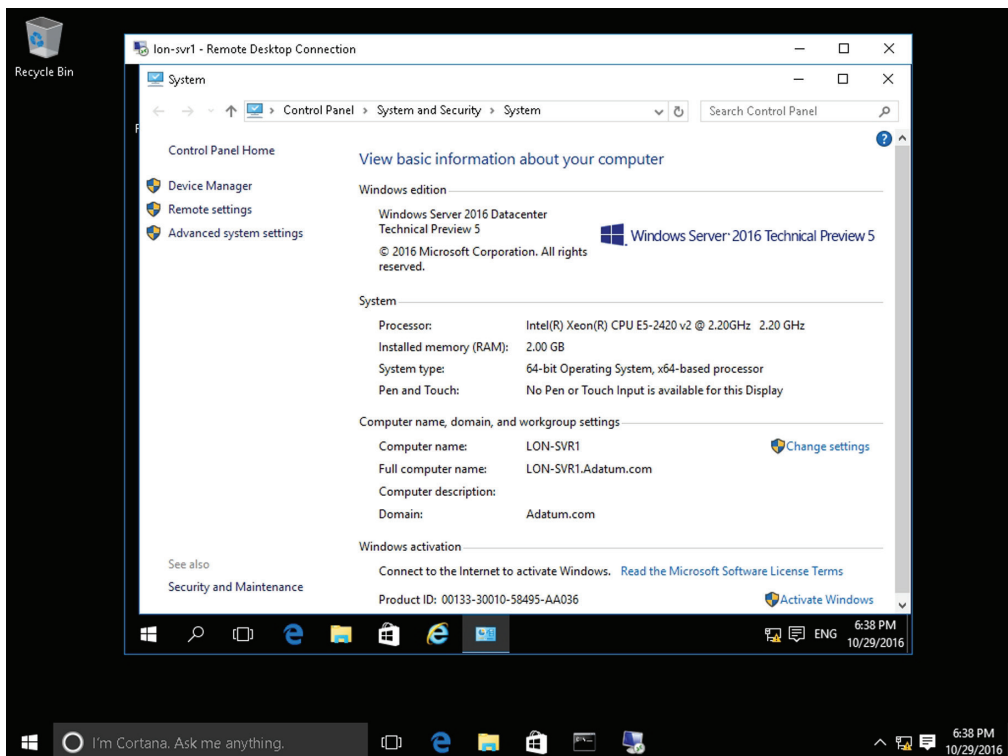 Recycle Bin
lon-svr1 - Remote Desktop Connection
System
Control Panel > System and Security > System
Search Control Panel
Control Panel Home
Device Manager
Remote settings
Advanced system settings
See also
Security and Maintenance
View basic information about your computer
Windows edition
Windows Server 2016 Datacenter
Technical Preview 5
© 2016 Microsoft Corporation. All rights
reserved.
Windows Server 2016 Technical Preview 5
System
Processor: Intel(R) Xeon(R) CPU E5-2420 v2 @ 2.20GHz 2.20 GHz
Installed memory (RAM): 2.00 GB
System type: 64-bit Operating System, x64-based processor
Pen and Touch: No Pen or Touch Input is available for this Display
Computer name, domain, and workgroup settings
Computer name: LON-SVR1
Change settings
Full computer name: LON-SVR1.Adatum.com
Computer description:
Domain: Adatum.com
Windows activation
Connect to the Internet to activate Windows. Read the Microsoft Software License Terms
Product ID: 00133-30010-58495-AA036
Activate Windows
ENG
6:38 PM
10/29/2016
I'm Cortana. Ask me anything.
6:38 PM
10/29/2016